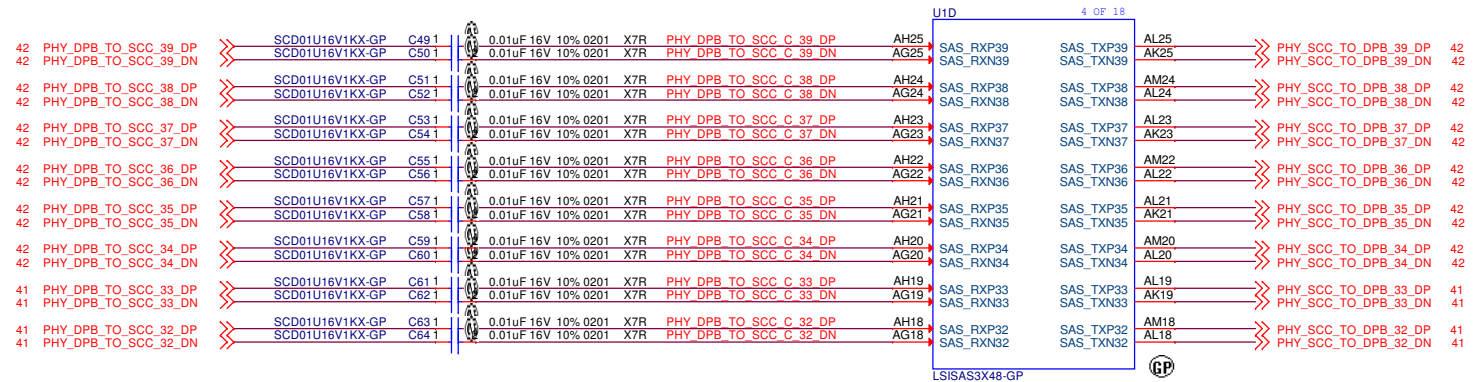 U1D 4 OF 18
42 PHY_DPB_TO_SCC_39_DP SCD01U16V1KX-GP C49 1 2 0.01uF 16V 10% 0201 X7R PHY_DPB_TO_SCC_C_39_DP AH25 SAS_RXP39 SAS_TXP39 AL25 PHY_SCC_TO_DPB_39_DP 42
42 PHY_DPB_TO_SCC_39_DN SCD01U16V1KX-GP C50 1 2 0.01uF 16V 10% 0201 X7R PHY_DPB_TO_SCC_C_39_DN AG25 SAS_RXN39 SAS_TXN39 AK25 PHY_SCC_TO_DPB_39_DN 42
42 PHY_DPB_TO_SCC_38_DP SCD01U16V1KX-GP C51 1 2 0.01uF 16V 10% 0201 X7R PHY_DPB_TO_SCC_C_38_DP AH24 SAS_RXP38 SAS_TXP38 AM24 PHY_SCC_TO_DPB_38_DP 42
42 PHY_DPB_TO_SCC_38_DN SCD01U16V1KX-GP C52 1 2 0.01uF 16V 10% 0201 X7R PHY_DPB_TO_SCC_C_38_DN AG24 SAS_RXN38 SAS_TXN38 AL24 PHY_SCC_TO_DPB_38_DN 42
42 PHY_DPB_TO_SCC_37_DP SCD01U16V1KX-GP C53 1 2 0.01uF 16V 10% 0201 X7R PHY_DPB_TO_SCC_C_37_DP AH23 SAS_RXP37 SAS_TXP37 AL23 PHY_SCC_TO_DPB_37_DP 42
42 PHY_DPB_TO_SCC_37_DN SCD01U16V1KX-GP C54 1 2 0.01uF 16V 10% 0201 X7R PHY_DPB_TO_SCC_C_37_DN AG23 SAS_RXN37 SAS_TXN37 AK23 PHY_SCC_TO_DPB_37_DN 42
42 PHY_DPB_TO_SCC_36_DP SCD01U16V1KX-GP C55 1 2 0.01uF 16V 10% 0201 X7R PHY_DPB_TO_SCC_C_36_DP AH22 SAS_RXP36 SAS_TXP36 AM22 PHY_SCC_TO_DPB_36_DP 42
42 PHY_DPB_TO_SCC_36_DN SCD01U16V1KX-GP C56 1 2 0.01uF 16V 10% 0201 X7R PHY_DPB_TO_SCC_C_36_DN AG22 SAS_RXN36 SAS_TXN36 AL22 PHY_SCC_TO_DPB_36_DN 42
42 PHY_DPB_TO_SCC_35_DP SCD01U16V1KX-GP C57 1 2 0.01uF 16V 10% 0201 X7R PHY_DPB_TO_SCC_C_35_DP AH21 SAS_RXP35 SAS_TXP35 AL21 PHY_SCC_TO_DPB_35_DP 42
42 PHY_DPB_TO_SCC_35_DN SCD01U16V1KX-GP C58 1 2 0.01uF 16V 10% 0201 X7R PHY_DPB_TO_SCC_C_35_DN AG21 SAS_RXN35 SAS_TXN35 AK21 PHY_SCC_TO_DPB_35_DN 42
42 PHY_DPB_TO_SCC_34_DP SCD01U16V1KX-GP C59 1 2 0.01uF 16V 10% 0201 X7R PHY_DPB_TO_SCC_C_34_DP AH20 SAS_RXP34 SAS_TXP34 AM20 PHY_SCC_TO_DPB_34_DP 42
42 PHY_DPB_TO_SCC_34_DN SCD01U16V1KX-GP C60 1 2 0.01uF 16V 10% 0201 X7R PHY_DPB_TO_SCC_C_34_DN AG20 SAS_RXN34 SAS_TXN34 AL20 PHY_SCC_TO_DPB_34_DN 42
41 PHY_DPB_TO_SCC_33_DP SCD01U16V1KX-GP C61 1 2 0.01uF 16V 10% 0201 X7R PHY_DPB_TO_SCC_C_33_DP AH19 SAS_RXP33 SAS_TXP33 AL19 PHY_SCC_TO_DPB_33_DP 41
41 PHY_DPB_TO_SCC_33_DN SCD01U16V1KX-GP C62 1 2 0.01uF 16V 10% 0201 X7R PHY_DPB_TO_SCC_C_33_DN AG19 SAS_RXN33 SAS_TXN33 AK19 PHY_SCC_TO_DPB_33_DN 41
41 PHY_DPB_TO_SCC_32_DP SCD01U16V1KX-GP C63 1 2 0.01uF 16V 10% 0201 X7R PHY_DPB_TO_SCC_C_32_DP AH18 SAS_RXP32 SAS_TXP32 AM18 PHY_SCC_TO_DPB_32_DP 41
41 PHY_DPB_TO_SCC_32_DN SCD01U16V1KX-GP C64 1 2 0.01uF 16V 10% 0201 X7R PHY_DPB_TO_SCC_C_32_DN AG18 SAS_RXN32 SAS_TXN32 AL18 PHY_SCC_TO_DPB_32_DN 41
LSISAS3X48-GP GP